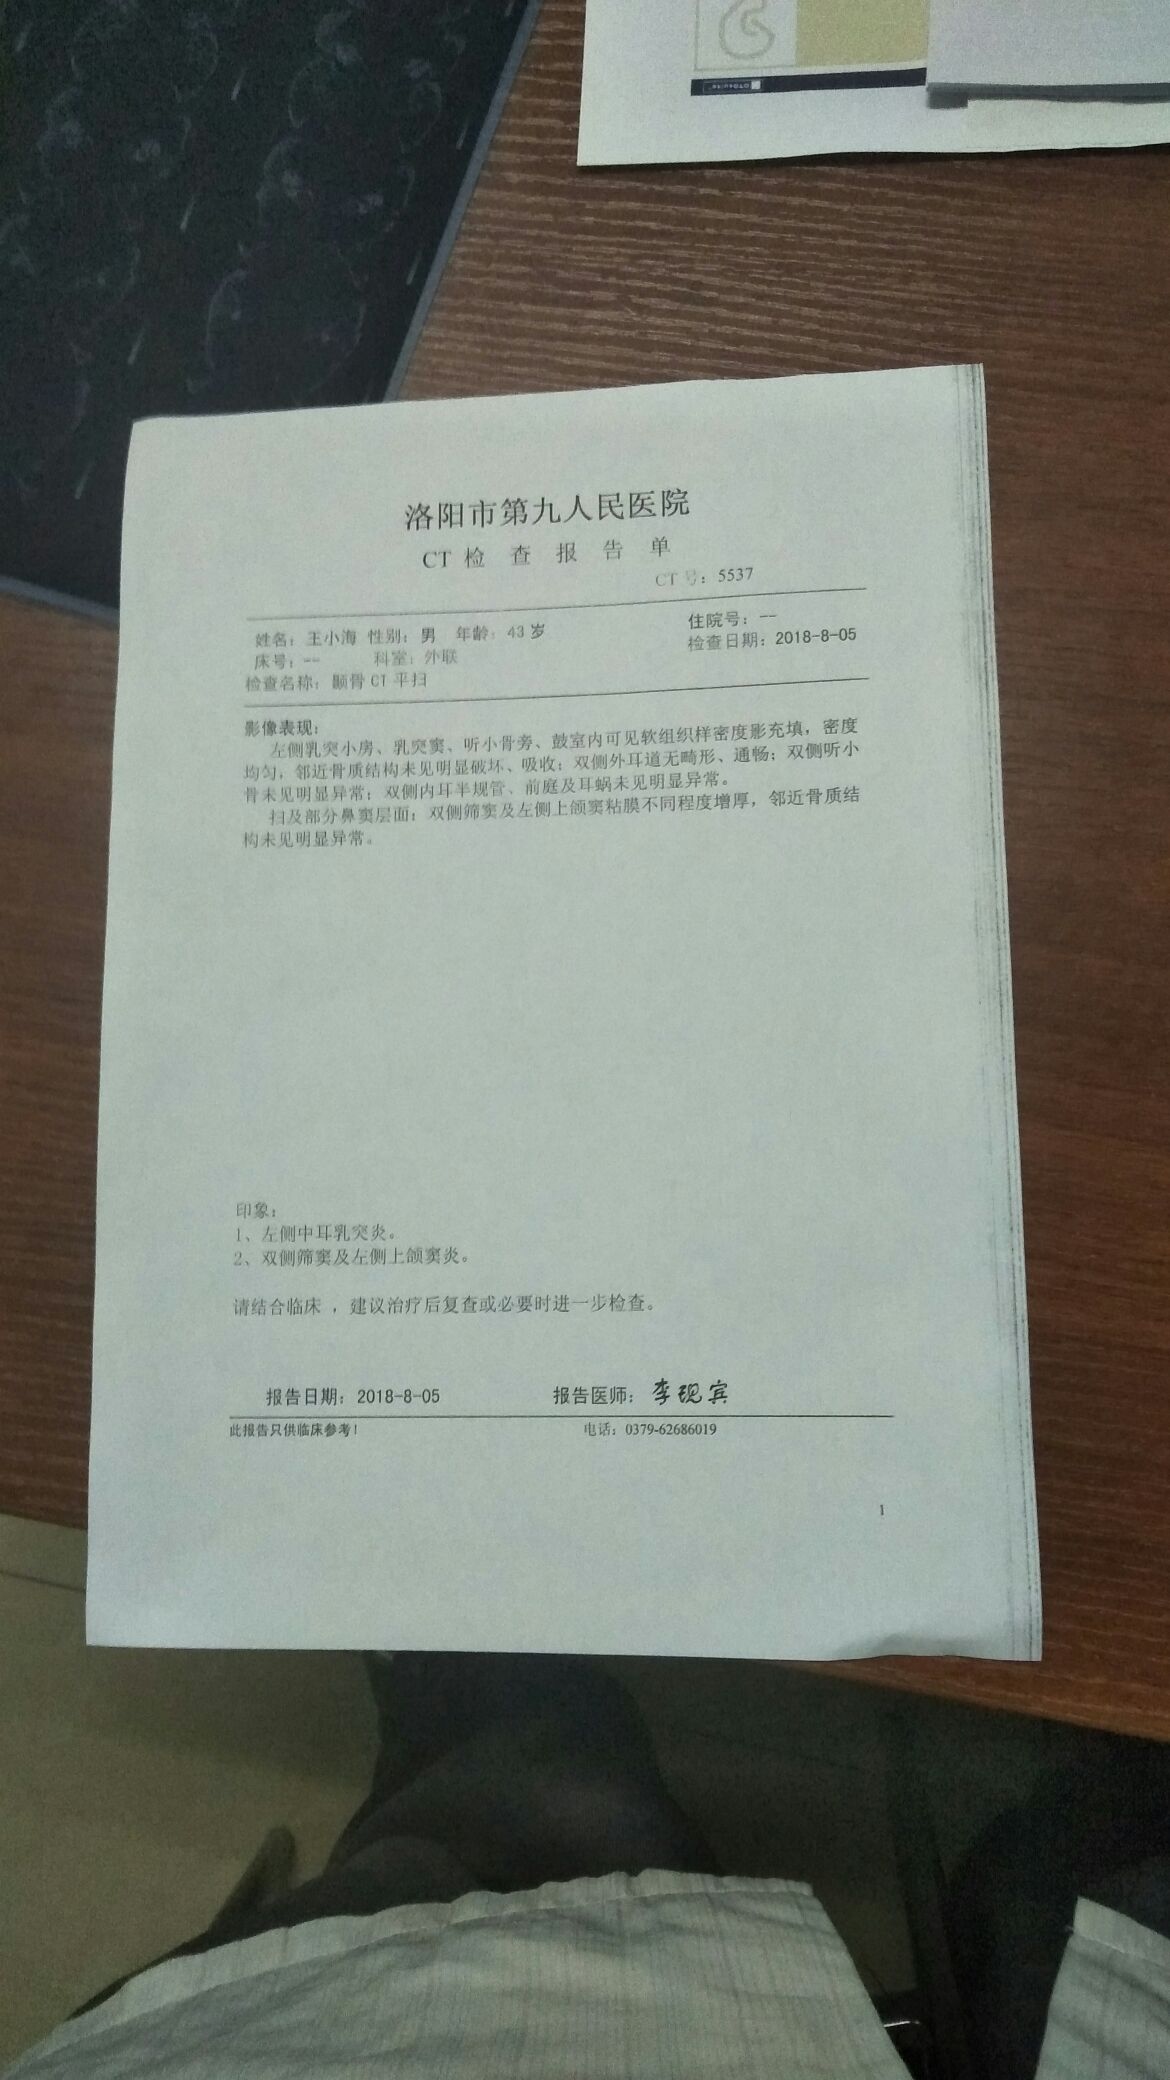 洛阳市第九人民医院
CT 检 查 报 告 单
CT 号：5537
姓名：王小海 性别：男 年龄：43 岁 住院号：--
床号：-- 科室：外联 检查日期：2018-8-05
检查名称：颞骨 CT 平扫
影像表现：
左侧乳突小房、乳突窦、听小骨旁、鼓室内可见软组织样密度影充填，密度
均匀，邻近骨质结构未见明显破坏、吸收；双侧外耳道无畸形、通畅；双侧听小
骨未见明显异常；双侧内耳半规管、前庭及耳蜗未见明显异常。
扫及部分鼻窦层面：双侧筛窦及左侧上颌窦粘膜不同程度增厚，邻近骨质结
构未见明显异常。
印象：
1、左侧中耳乳突炎。
2、双侧筛窦及左侧上颌窦炎。
请结合临床，建议治疗后复查或必要时进一步检查。
报告日期：2018-8-05 报告医师：李现宾
此报告只供临床参考！ 电话：0379-62686019
1